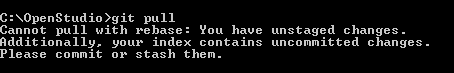 C:\OpenStudio>git pull
Cannot pull with rebase: You have unstaged changes.
Additionally, your index contains uncommitted changes.
Please commit or stash them.